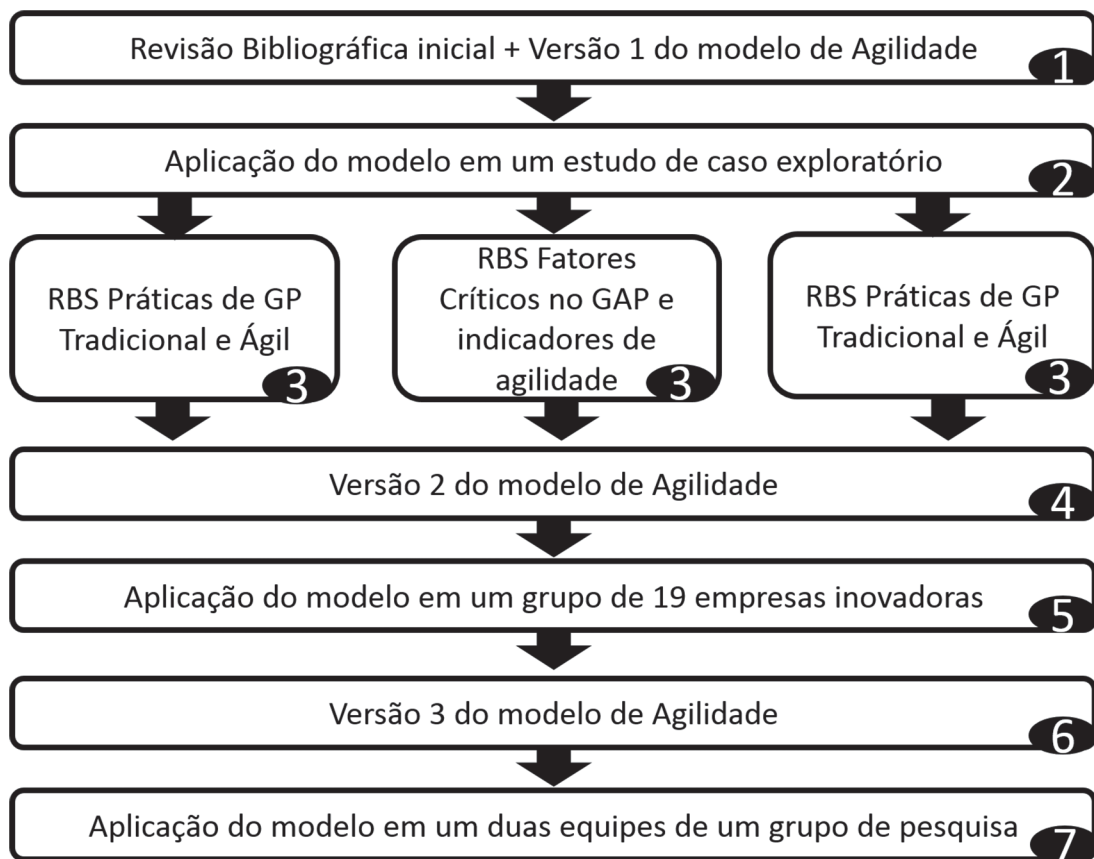 Revisão Bibliográfica inicial + Versão 1 do modelo de Agilidade
1
Aplicação do modelo em um estudo de caso exploratório
2
RBS Práticas de GP
Tradicional e Ágil
3
RBS Fatores
Críticos no GAP e
indicadores de
agilidade
3
RBS Práticas de GP
Tradicional e Ágil
3
Versão 2 do modelo de Agilidade
4
Aplicação do modelo em um grupo de 19 empresas inovadoras
5
Versão 3 do modelo de Agilidade
6
Aplicação do modelo em um duas equipes de um grupo de pesquisa
7